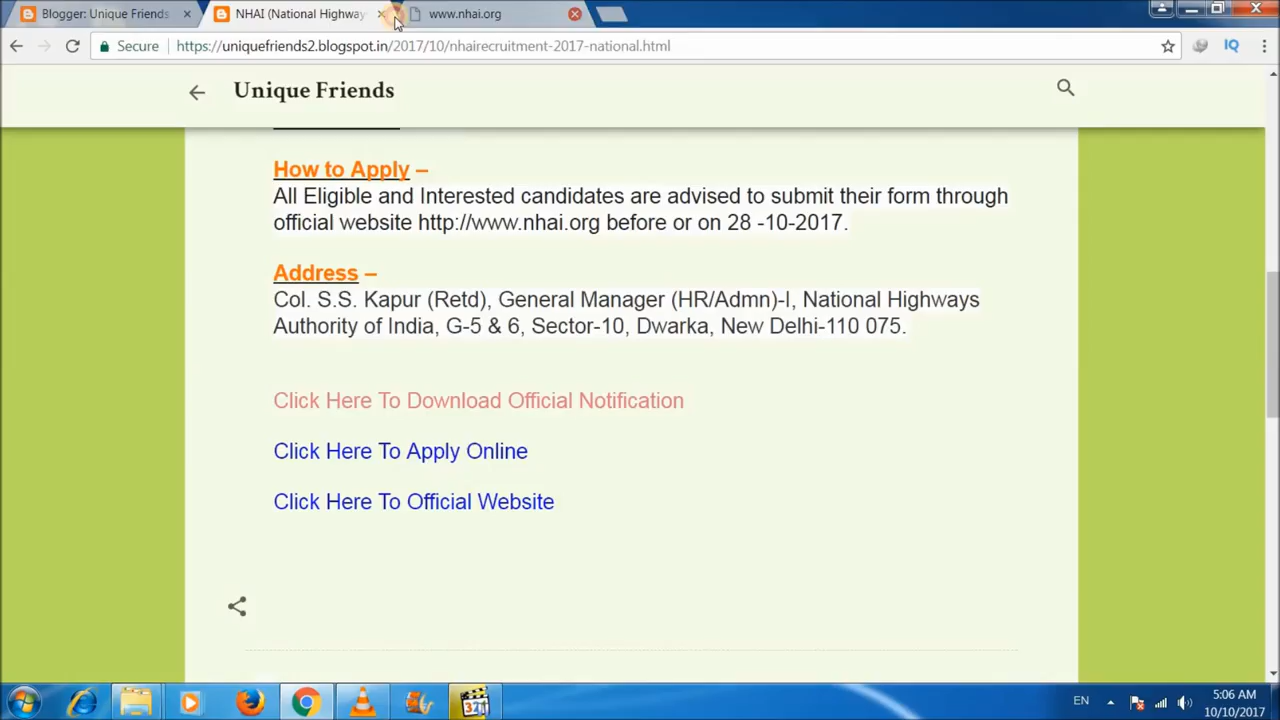 Blogger: Unique Friends
NHAI (National Highway
www.nhai.org
Secure
https://uniquefriends2.blogspot.in/2017/10/nhairecruitment-2017-national.html
IQ
Unique Friends
How to Apply –
All Eligible and Interested candidates are advised to submit their form through
official website http://www.nhai.org before or on 28 -10-2017.
Address –
Col. S.S. Kapur (Retd), General Manager (HR/Admn)-I, National Highways
Authority of India, G-5 & 6, Sector-10, Dwarka, New Delhi-110 075.
Click Here To Download Official Notification
Click Here To Apply Online
Click Here To Official Website
321
EN
5:06 AM
10/10/2017